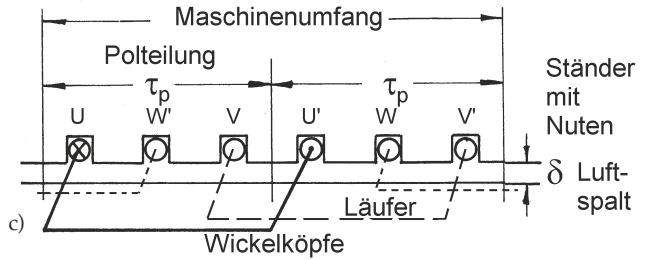 Maschinenumfang
Polteilung
τp τp
U W' V U' W V'
Ständer
mit
Nuten
δ Luft-
spalt
Läufer
c)
Wickelköpfe